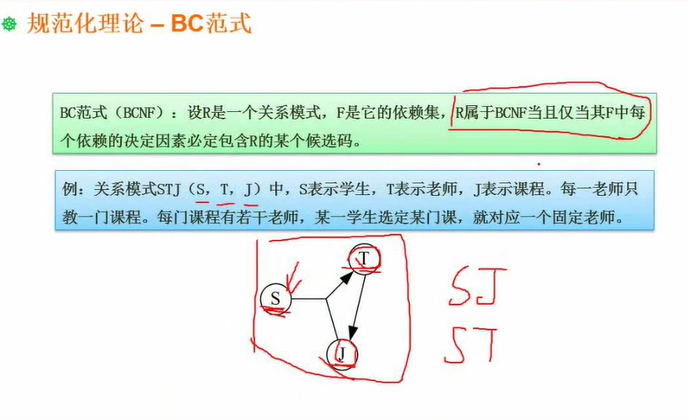 规范化理论 – BC范式
BC范式（BCNF）：设R是一个关系模式，F是它的依赖集，R属于BCNF当且仅当其F中每
个依赖的决定因素必定包含R的某个候选码。
例：关系模式STJ（S，T，J）中，S表示学生，T表示老师，J表示课程。每一老师只
教一门课程。每门课程有若干老师，某一学生选定某门课，就对应一个固定老师。
T
S
J
SJ
ST